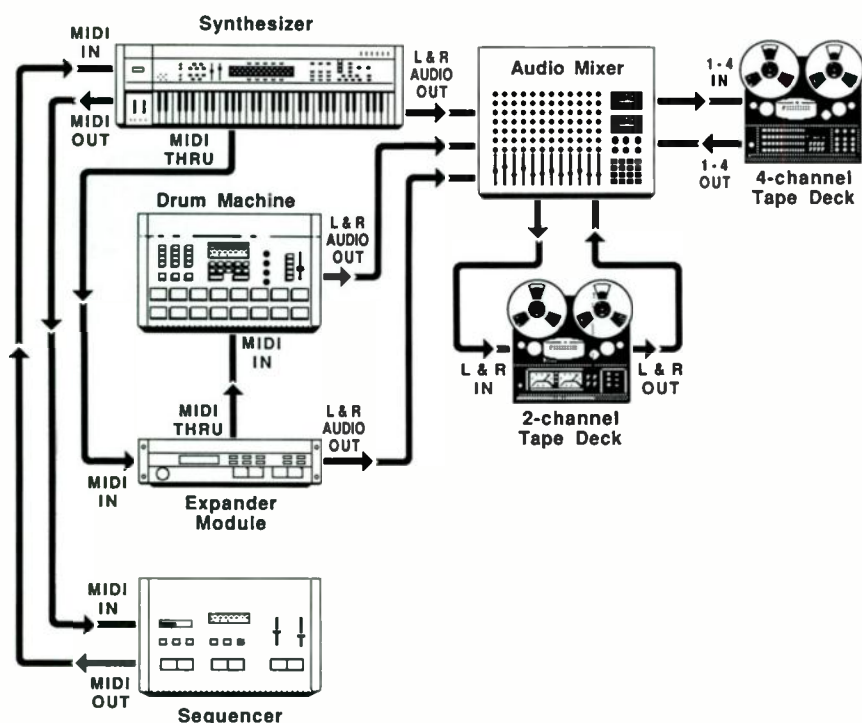 Synthesizer
MIDI
IN
MIDI
OUT
MIDI
THRU
L & R
AUDIO
OUT
Audio Mixer
1-4
IN
1-4
OUT
4-channel
Tape Deck
Drum Machine
L & R
AUDIO
OUT
MIDI
IN
L & R
IN
L & R
OUT
2-channel
Tape Deck
MIDI
THRU
L & R
AUDIO
OUT
MIDI
IN
Expander
Module
MIDI
IN
MIDI
OUT
Sequencer